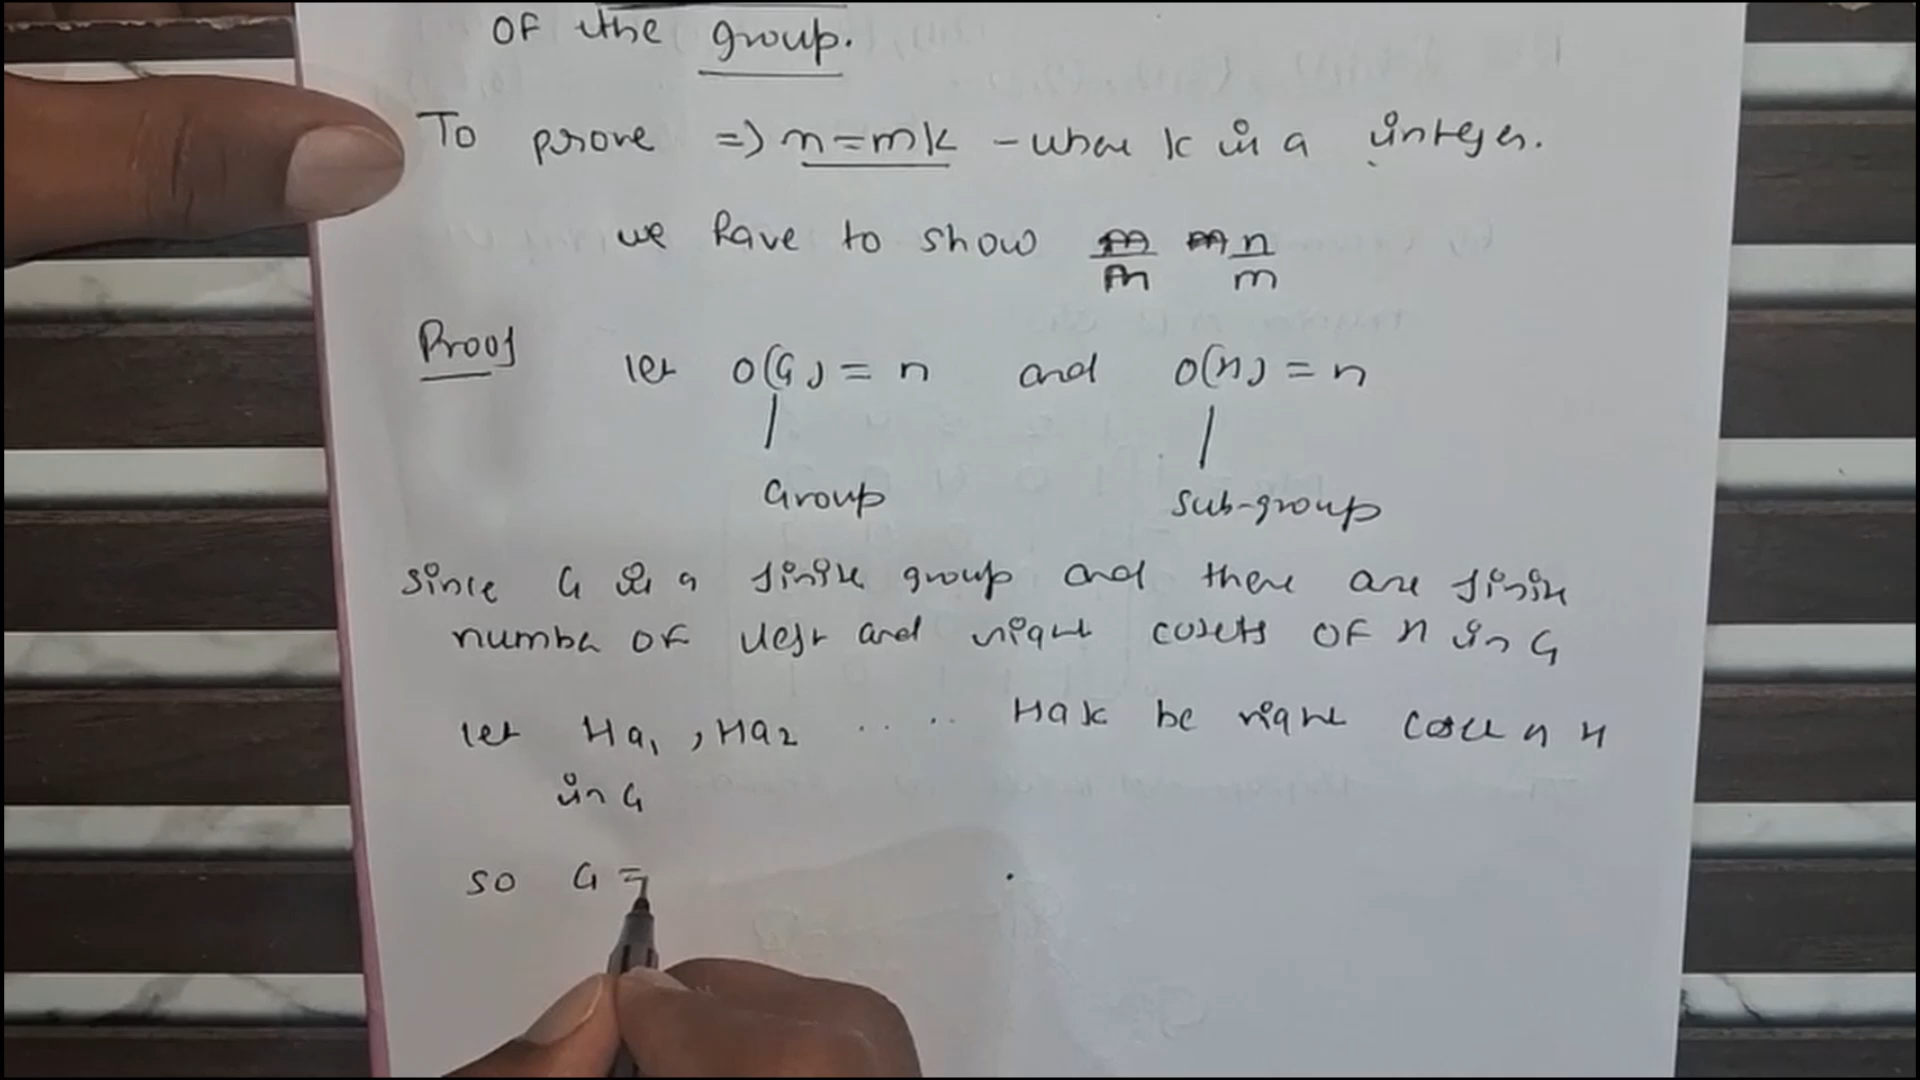 of the group.
To prove => n=mk - where k is a integer.
we have to show n/m
Proof let O(G) = n and O(H) = n
Group Sub-group
Since G is a finite group and there are finite
number of left and right cosets of H in G
let Ha1, Ha2 ..... Hak be right coset of H
in G
so G =